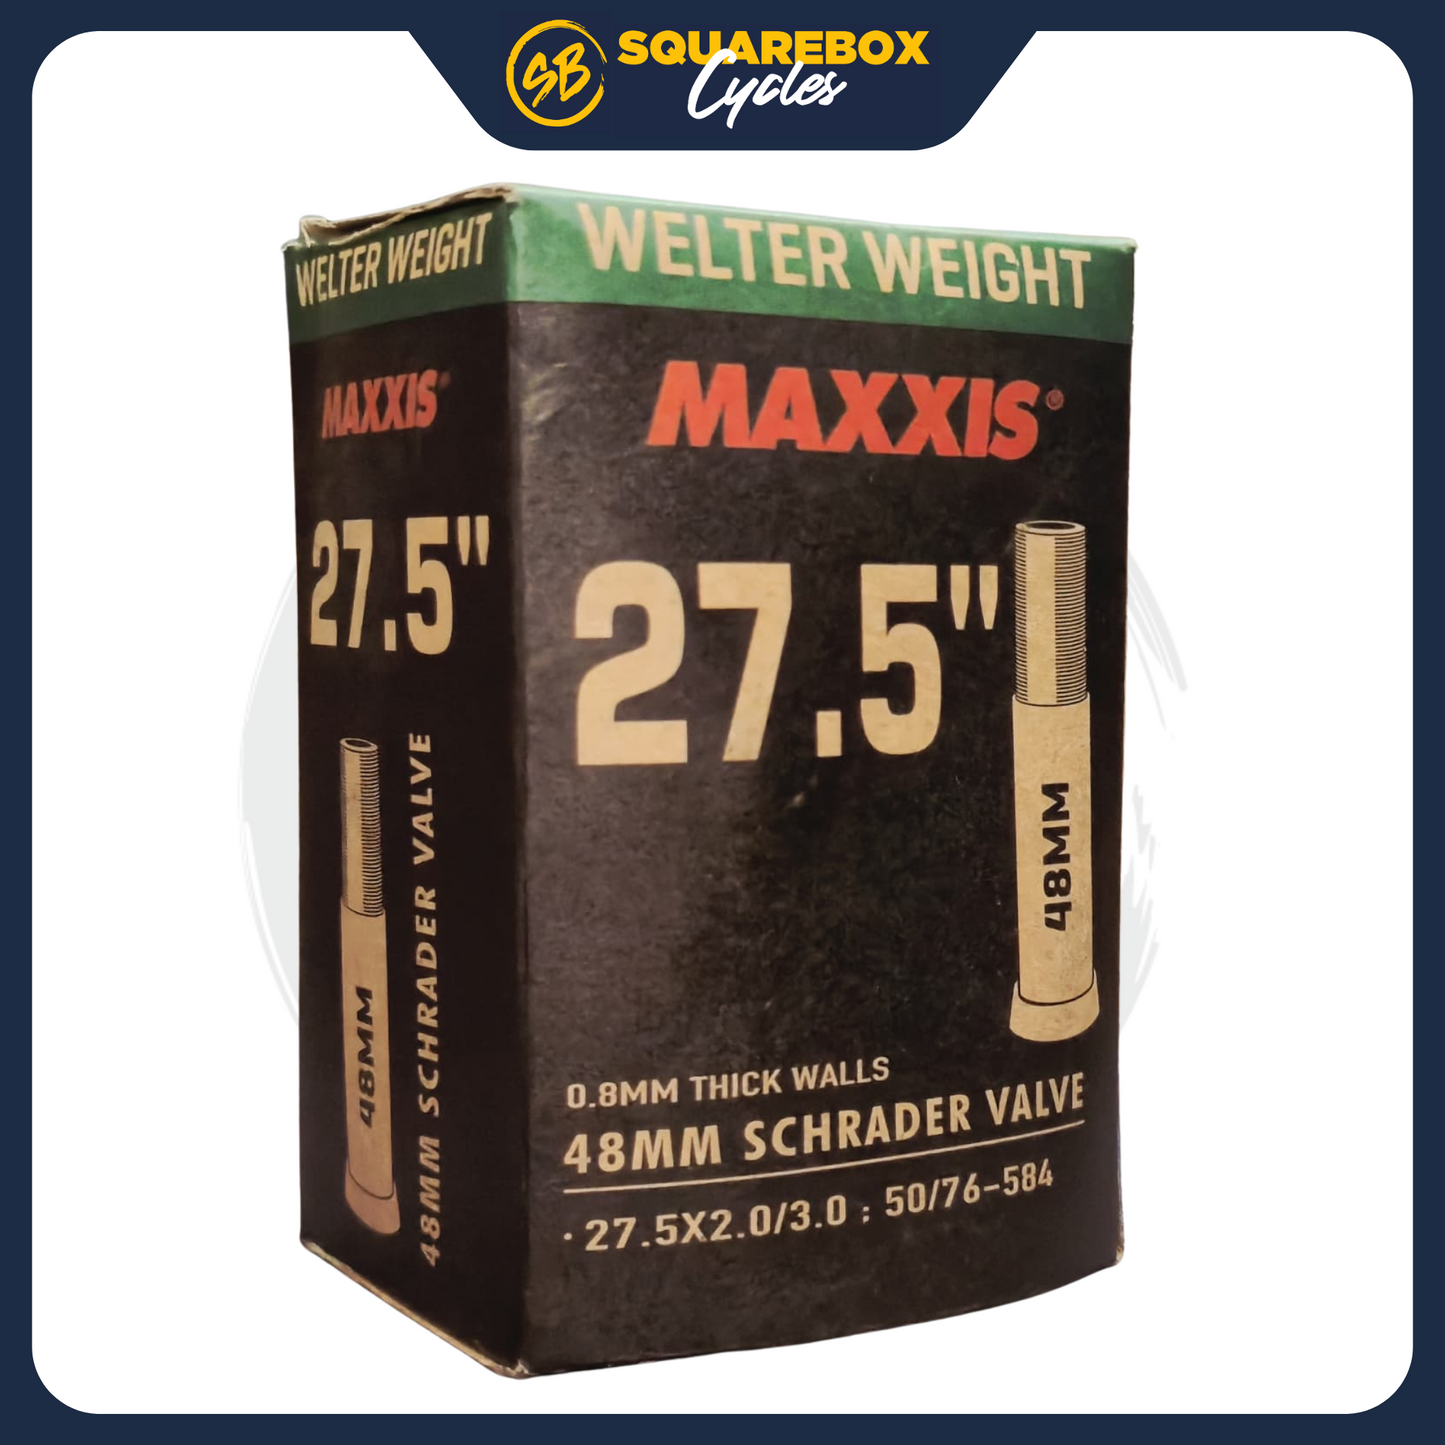 SB SQUAREBOX
Cycles
WELTER WEIGHT
MAXXIS®
27.5"
48MM
48MM SCHRADER VALVE
WELTER WEIGHT
MAXXIS®
27.5"
48MM
0.8MM THICK WALLS
48MM SCHRADER VALVE
· 27.5X2.0/3.0 ; 50/76-584